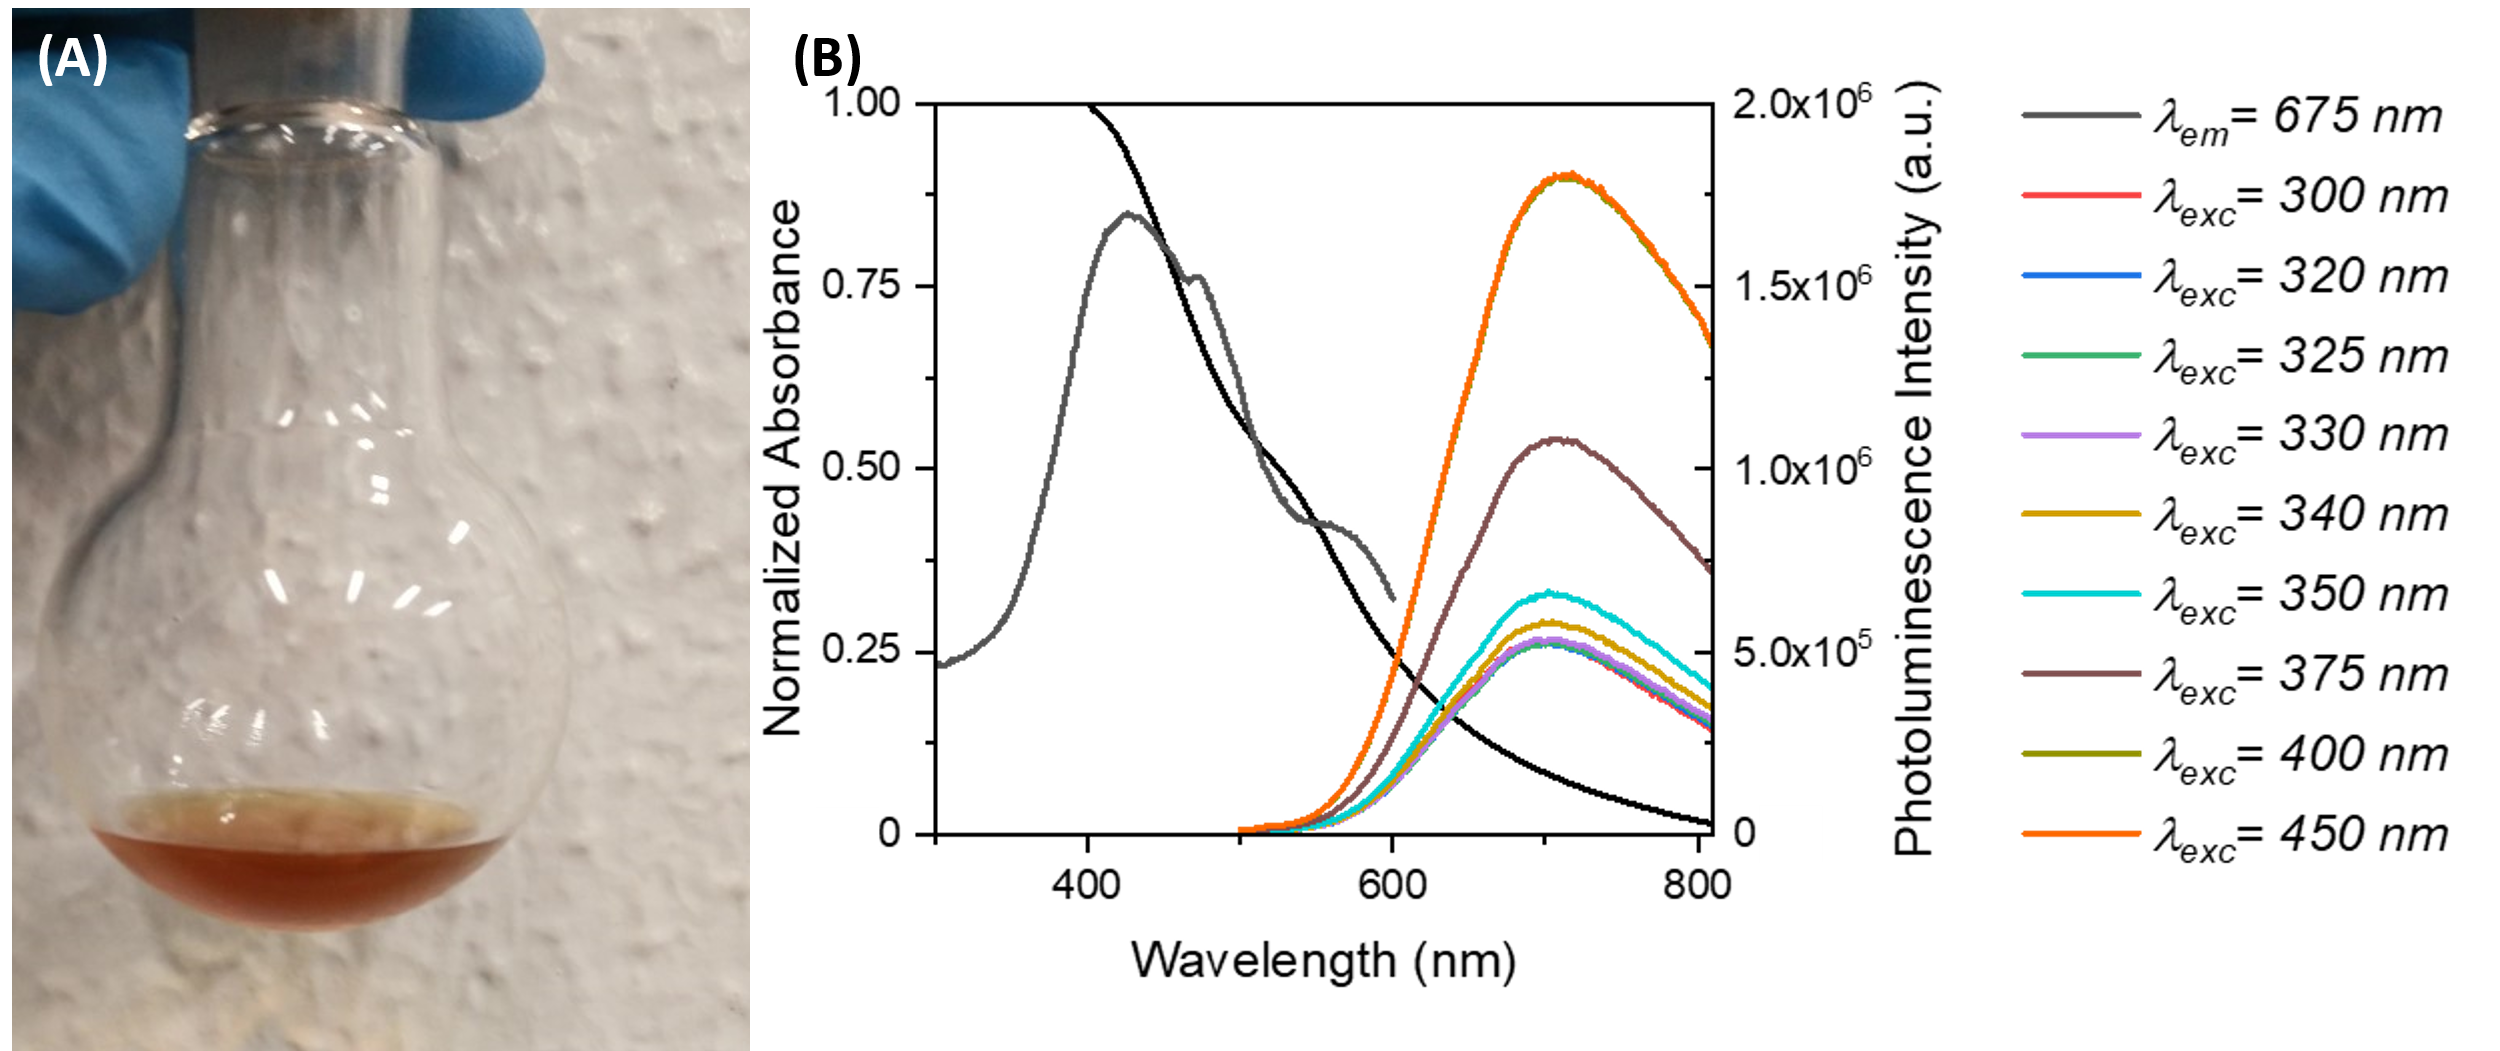 (A)
(B)
Normalized Absorbance
1.00
0.75
0.50
0.25
0
2.0x10⁶
1.5x10⁶
1.0x10⁶
5.0x10⁵
0
Photoluminescence Intensity (a.u.)
400 600 800
Wavelength (nm)
λem= 675 nm
λexc= 300 nm
λexc= 320 nm
λexc= 325 nm
λexc= 330 nm
λexc= 340 nm
λexc= 350 nm
λexc= 375 nm
λexc= 400 nm
λexc= 450 nm